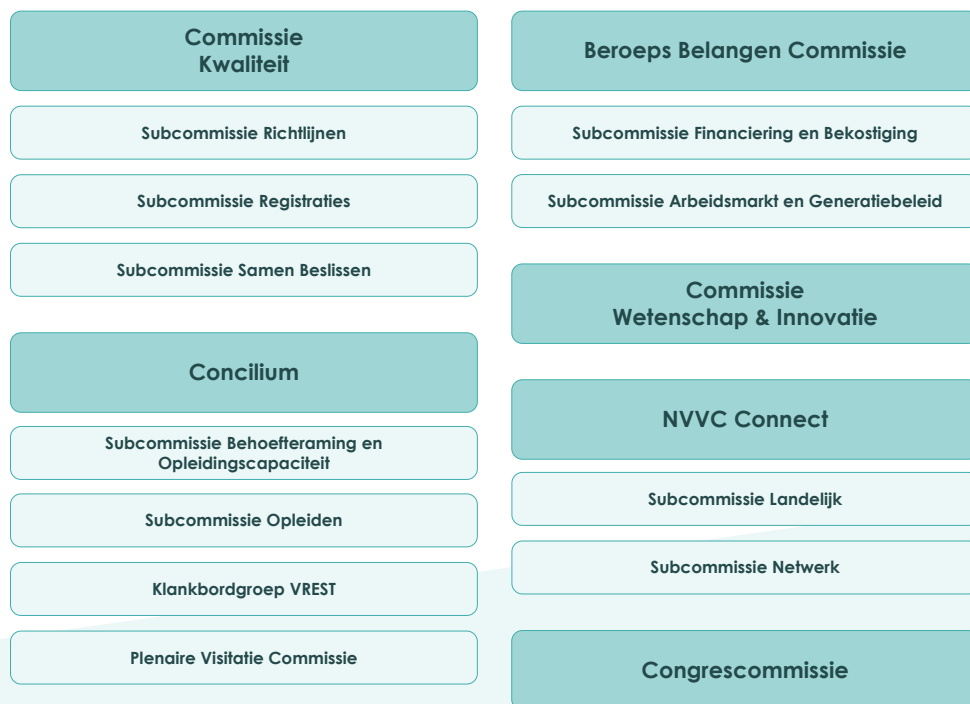 Commissie
Kwaliteit
Subcommissie Richtlijnen
Subcommissie Registraties
Subcommissie Samen Beslissen
Concilium
Subcommissie Behoefteraming en
Opleidingscapaciteit
Subcommissie Opleiden
Klankbordgroep VREST
Plenaire Visitatie Commissie
Beroeps Belangen Commissie
Subcommissie Financiering en Bekostiging
Subcommissie Arbeidsmarkt en Generatiebeleid
Commissie
Wetenschap & Innovatie
NVVC Connect
Subcommissie Landelijk
Subcommissie Netwerk
Congrescommissie